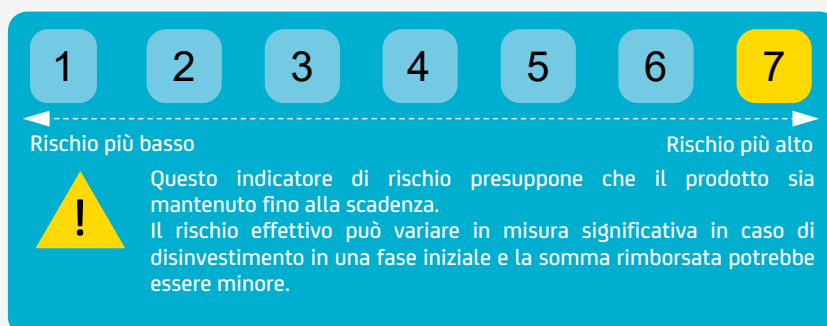 1 2 3 4 5 6 7
Rischio più basso Rischio più alto
Questo indicatore di rischio presuppone che il prodotto sia
mantenuto fino alla scadenza.
Il rischio effettivo può variare in misura significativa in caso di
disinvestimento in una fase iniziale e la somma rimborsata potrebbe
essere minore.
!